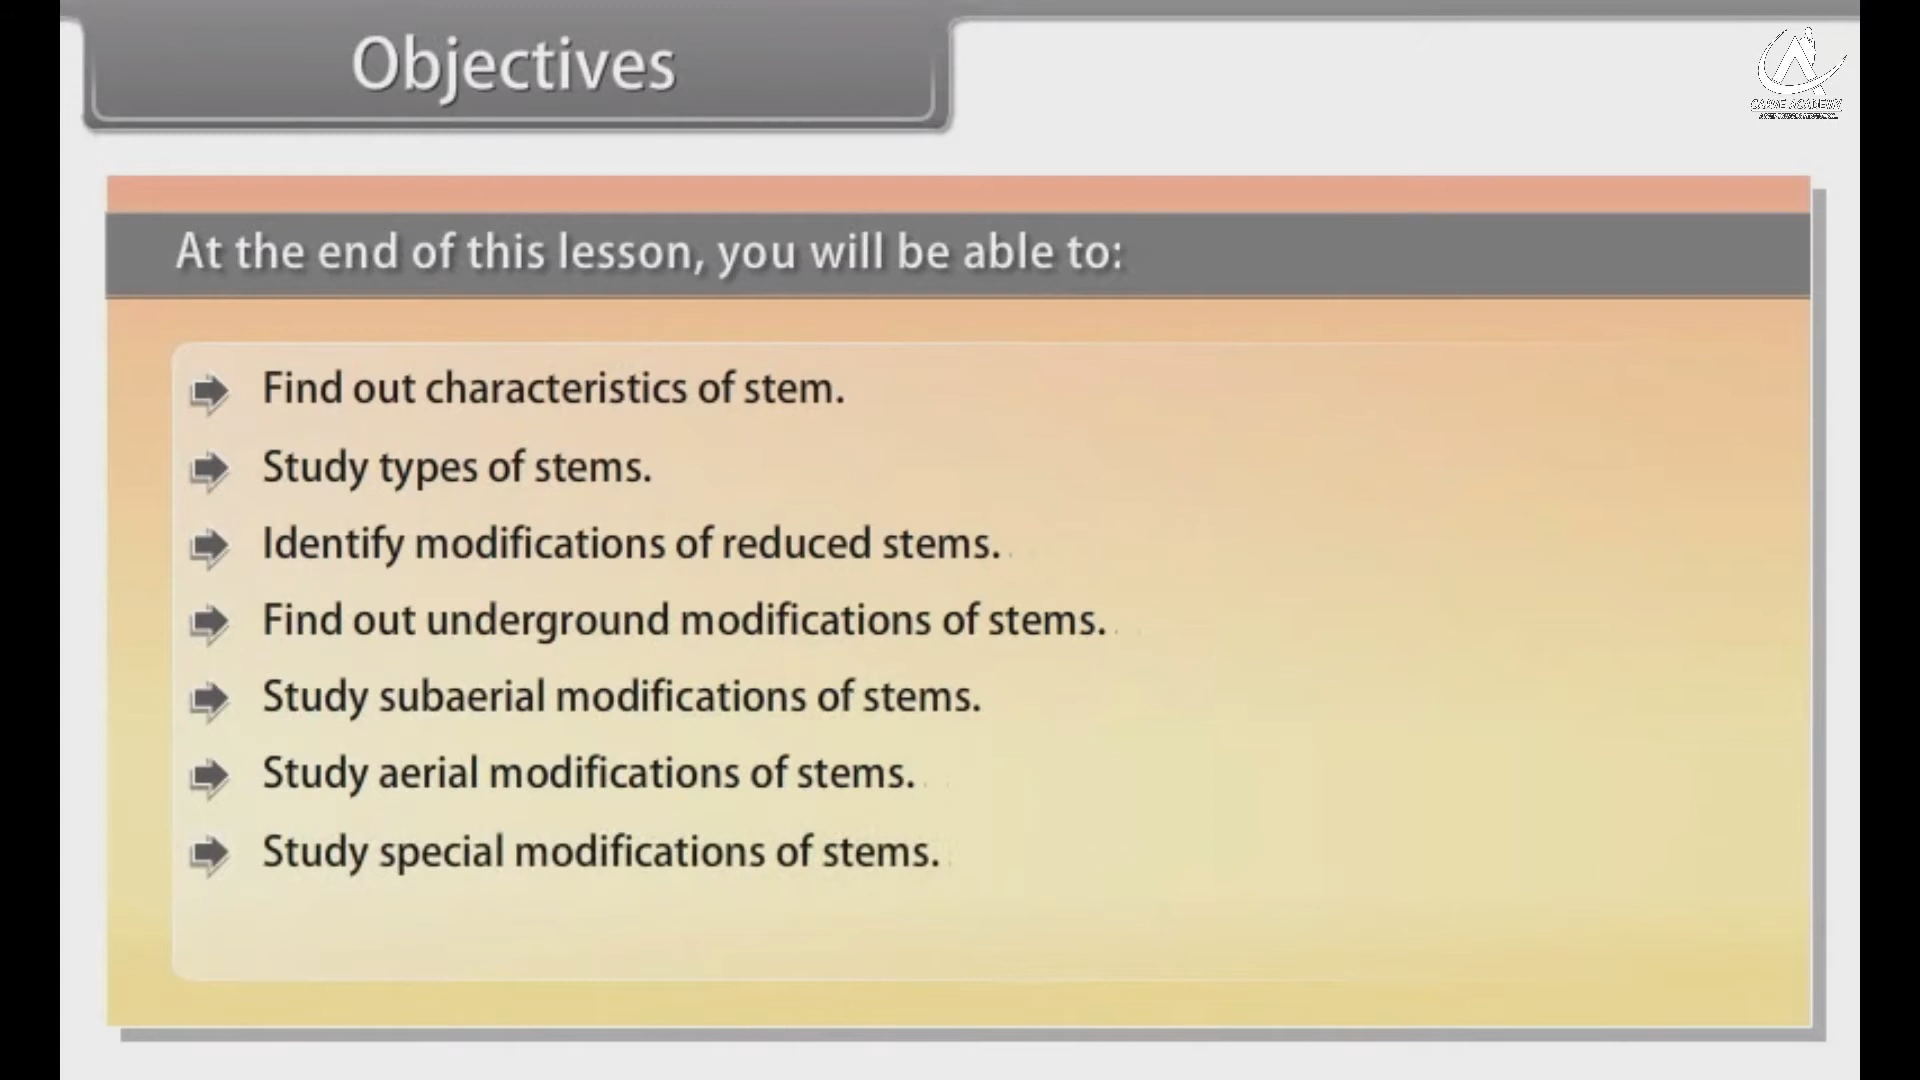 Objectives
CARVE ACADEMY
At the end of this lesson, you will be able to:
Find out characteristics of stem.
Study types of stems.
Identify modifications of reduced stems.
Find out underground modifications of stems.
Study subaerial modifications of stems.
Study aerial modifications of stems.
Study special modifications of stems.